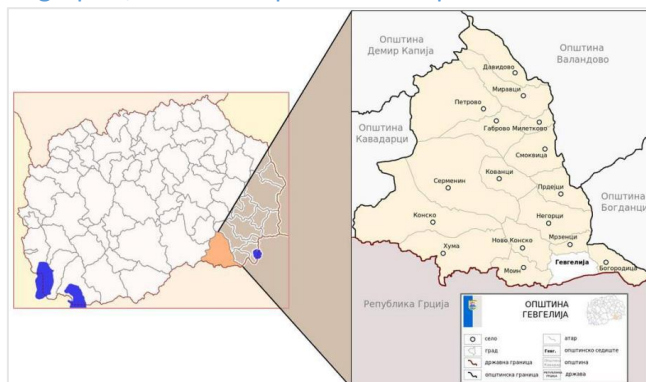 ОПШТИНА
ДЕМИР КАПИЈА
ОПШТИНА
ВАЛАНДОВО
Давидово
Миравци
Петрово
Габрово
Милетково
ОПШТИНА
КАВАДАРЦИ
Смоквица
Кованци
Серменин
Прдејци
ОПШТИНА
БОГДАНЦИ
Конско
Негорци
Мрзенци
Ново Конско
Хума
Гевгелија
Богородица
Моин
Република Грција
ОПШТИНА
ГЕВГЕЛИЈА
село
атар
град
Гевг.
општинско седиште
државна граница
општина
општинска граница
држава